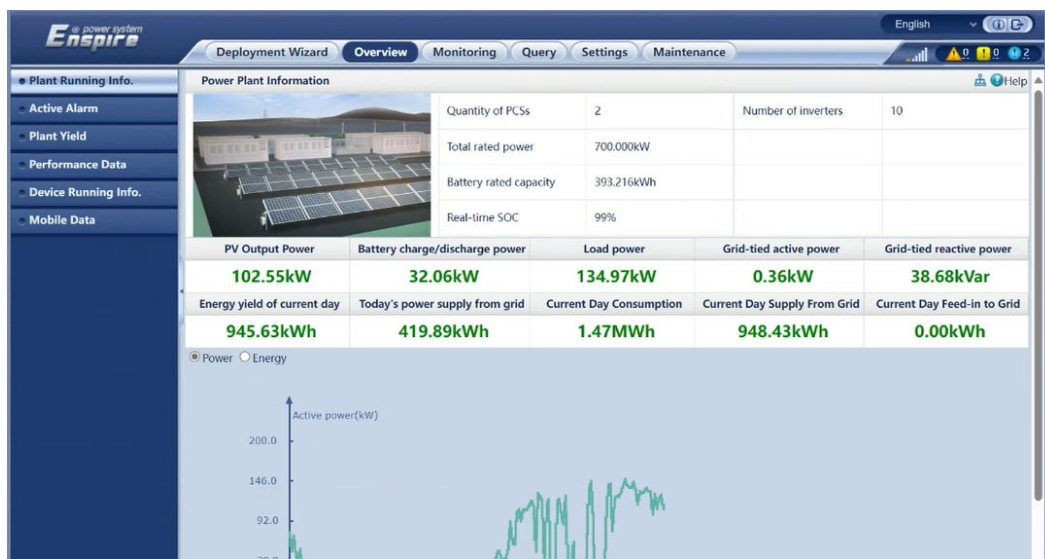 e power system
Enspire
English
Deployment Wizard Overview Monitoring Query Settings Maintenance
0 0 2
Plant Running Info.
Active Alarm
Plant Yield
Performance Data
Device Running Info.
Mobile Data
Power Plant Information
Help
Quantity of PCSs 2 Number of inverters 10
Total rated power 700.000kW
Battery rated capacity 393.216kWh
Real-time SOC 99%
PV Output Power Battery charge/discharge power Load power Grid-tied active power Grid-tied reactive power
102.55kW 32.06kW 134.97kW 0.36kW 38.68kVar
Energy yield of current day Today's power supply from grid Current Day Consumption Current Day Supply From Grid Current Day Feed-in to Grid
945.63kWh 419.89kWh 1.47MWh 948.43kWh 0.00kWh
Power Energy
Active power(kW)
200.0
146.0
92.0